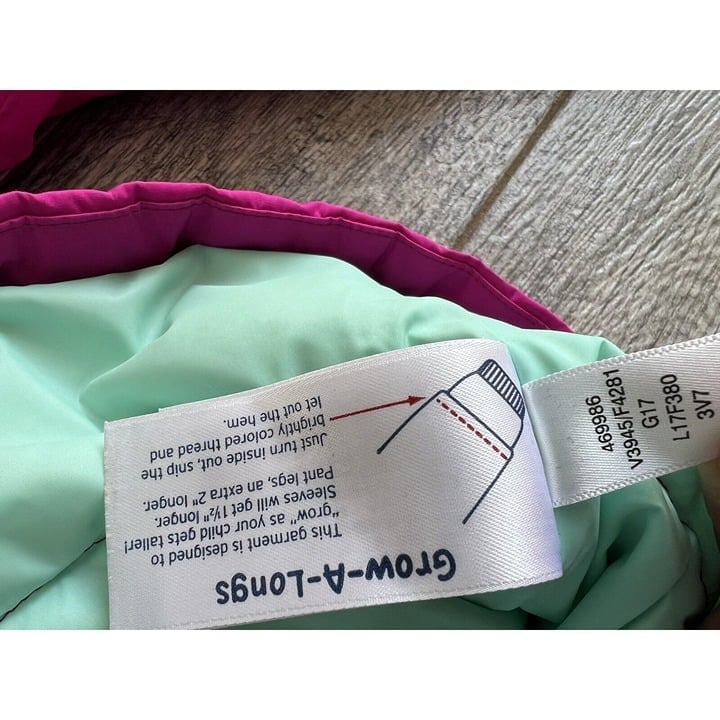 Grow-A-Longs
This garment is designed to
"grow" as your child gets taller!
Sleeves will get 1½" longer.
Pant legs, an extra 2" longer.
Just turn inside out, snip the
brightly colored thread and
let out the hem.
469986
V3945|F4281
G17
L17F380
3V7